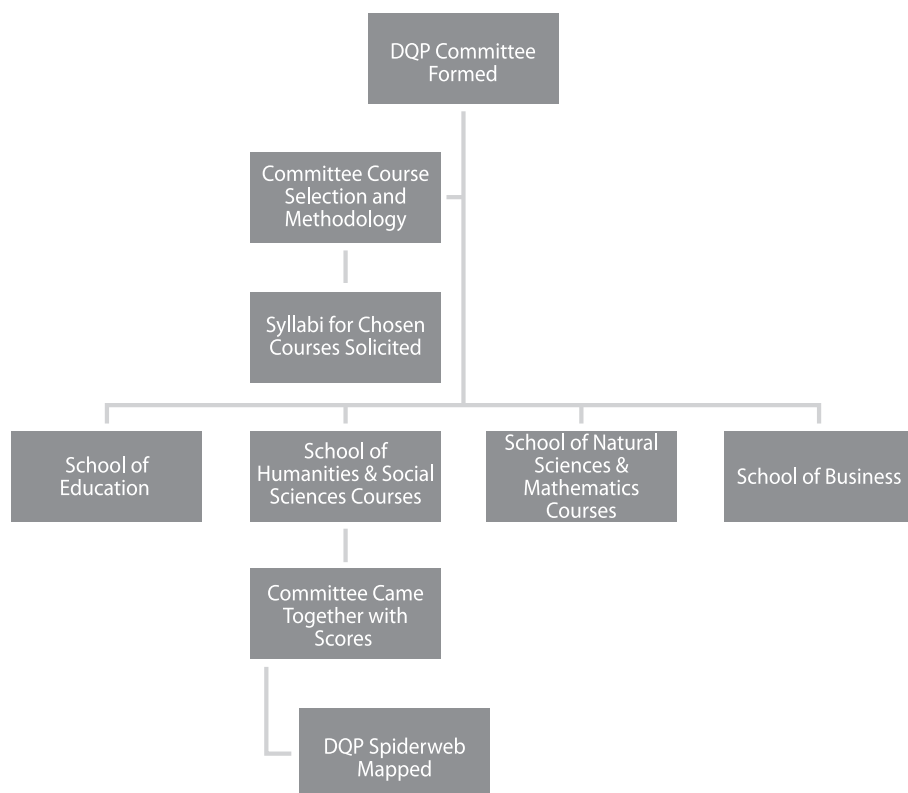 DQP Committee
Formed
Committee Course
Selection and
Methodology
Syllabi for Chosen
Courses Solicited
School of
Education
School of
Humanities & Social
Sciences Courses
School of Natural
Sciences &
Mathematics
Courses
School of Business
Committee Came
Together with
Scores
DQP Spiderweb
Mapped